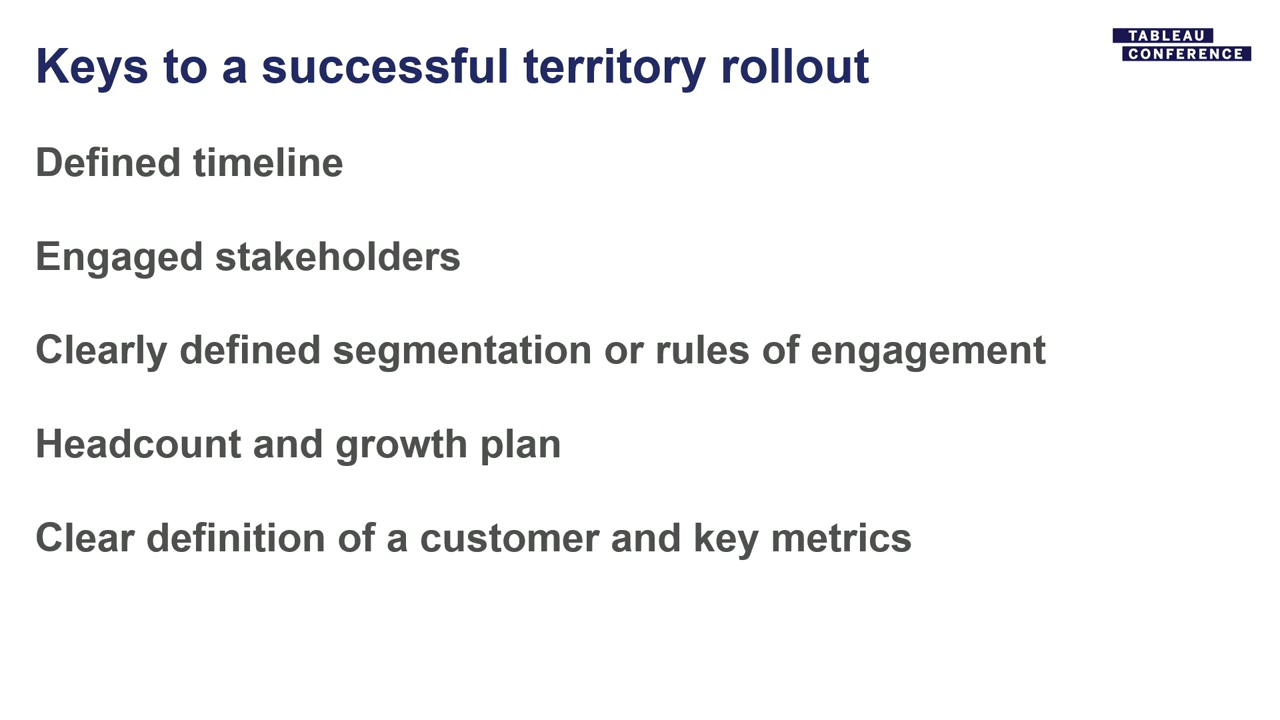 Keys to a successful territory rollout
TABLEAU
CONFERENCE
Defined timeline
Engaged stakeholders
Clearly defined segmentation or rules of engagement
Headcount and growth plan
Clear definition of a customer and key metrics